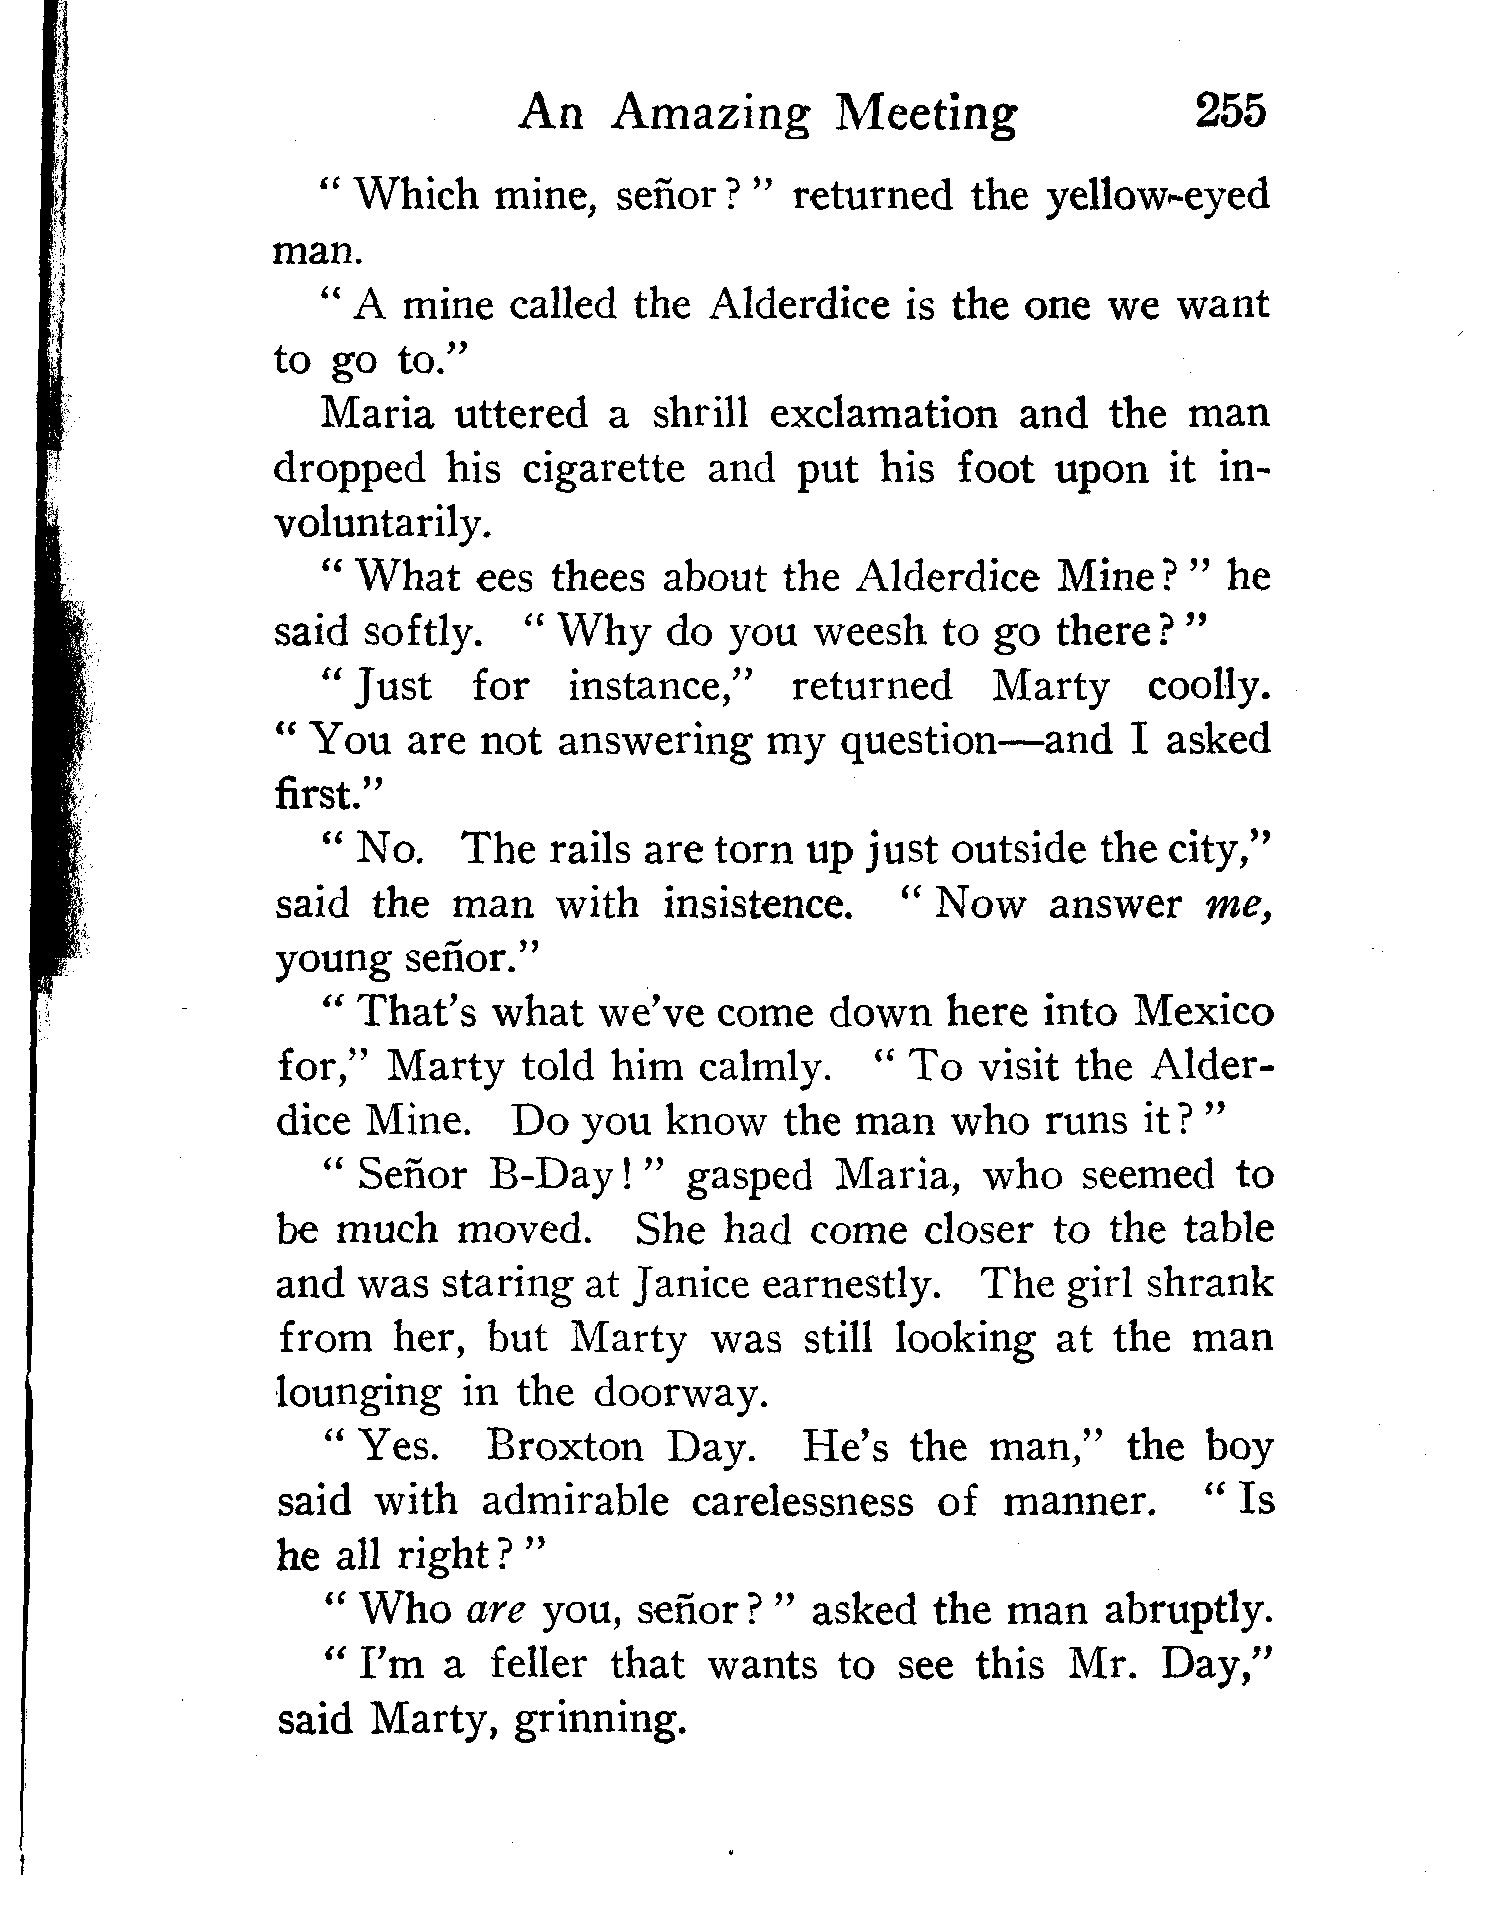 An Amazing Meeting 255
“ Which mine, señor ? ” returned the yellow-eyed
man.
“ A mine called the Alderdice is the one we want
to go to.”
Maria uttered a shrill exclamation and the man
dropped his cigarette and put his foot upon it in-
voluntarily.
“ What ees thees about the Alderdice Mine ? ” he
said softly. “ Why do you weesh to go there ? ”
“ Just for instance,” returned Marty coolly.
“ You are not answering my question—and I asked
first.”
“ No. The rails are torn up just outside the city,”
said the man with insistence. “ Now answer me,
young señor.”
“ That’s what we’ve come down here into Mexico
for,” Marty told him calmly. “ To visit the Alder-
dice Mine. Do you know the man who runs it ? ”
“ Señor B-Day ! ” gasped Maria, who seemed to
be much moved. She had come closer to the table
and was staring at Janice earnestly. The girl shrank
from her, but Marty was still looking at the man
lounging in the doorway.
“ Yes. Broxton Day. He’s the man,” the boy
said with admirable carelessness of manner. “ Is
he all right ? ”
“ Who are you, señor ? ” asked the man abruptly.
“ I’m a feller that wants to see this Mr. Day,”
said Marty, grinning.